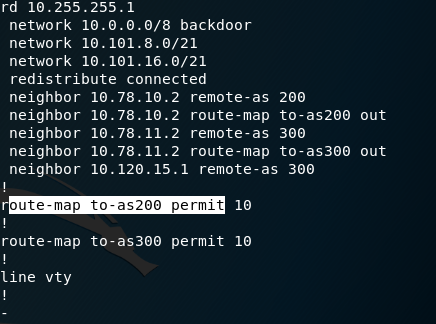 rd 10.255.255.1
network 10.0.0.0/8 backdoor
network 10.101.8.0/21
network 10.101.16.0/21
redistribute connected
neighbor 10.78.10.2 remote-as 200
neighbor 10.78.10.2 route-map to-as200 out
neighbor 10.78.11.2 remote-as 300
neighbor 10.78.11.2 route-map to-as300 out
neighbor 10.120.15.1 remote-as 300
!
route-map to-as200 permit 10
!
route-map to-as300 permit 10
!
line vty
!
-